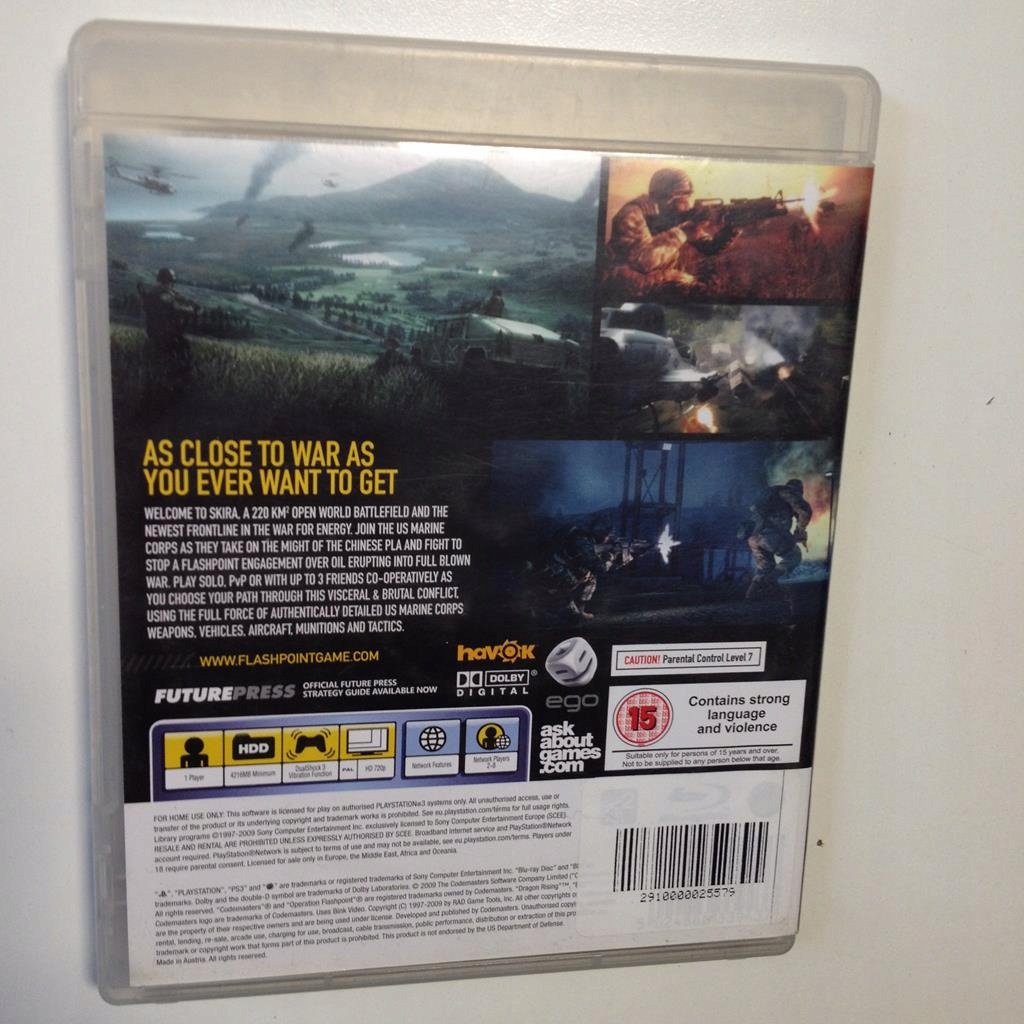 AS CLOSE TO WAR AS
YOU EVER WANT TO GET
WELCOME TO SKIRA, A 220 KM² OPEN WORLD BATTLEFIELD AND THE
NEWEST FRONTLINE IN THE WAR FOR ENERGY. JOIN THE US MARINE
CORPS AS THEY TAKE ON THE MIGHT OF THE CHINESE PLA AND FIGHT TO
STOP A FLASHPOINT ENGAGEMENT OVER OIL ERUPTING INTO FULL BLOWN
WAR. PLAY SOLO, PvP OR WITH UP TO 3 FRIENDS CO-OPERATIVELY AS
YOU CHOOSE YOUR PATH THROUGH THIS VISCERAL & BRUTAL CONFLICT,
USING THE FULL FORCE OF AUTHENTICALLY DETAILED US MARINE CORPS
WEAPONS, VEHICLES, AIRCRAFT, MUNITIONS AND TACTICS.
WWW.FLASHPOINTGAME.COM
FUTUREPRESS
OFFICIAL FUTURE PRESS
STRATEGY GUIDE AVAILABLE NOW
havok
DOLBY
DIGITAL
®
ego
ask
about
games
.com
CAUTION! Parental Control Level 7
15
Contains strong
language
and violence
Suitable only for persons of 15 years and over.
Not to be supplied to any person below that age.
1 Player
HDD
4216MB Minimum
DualShock 3
Vibration Function
PAL
HD 720p
Network Features
Network Players
2-8
FOR HOME USE ONLY: This software is licensed for play on authorised PLAYSTATION®3 systems only. All unauthorised access, use or
transfer of the product or its underlying copyright and trademark works is prohibited. See eu.playstation.com/terms for full usage rights.
Library programs ©1997-2009 Sony Computer Entertainment Inc. exclusively licensed to Sony Computer Entertainment Europe (SCEE).
RESALE AND RENTAL ARE PROHIBITED UNLESS EXPRESSLY AUTHORISED BY SCEE. Broadband internet service and PlayStation®Network
account required. PlayStation®Network is subject to terms of use and may not be available, see eu.playstation.com/terms. Players under
18 require parental consent. Licensed for sale only in Europe, the Middle East, Africa and Oceania.
"PLAYSTATION", "PS3" and " " are trademarks or registered trademarks of Sony Computer Entertainment Inc. "Blu-ray Disc" and
trademarks. Dolby and the double-D symbol are trademarks of Dolby Laboratories. © 2009 The Codemasters Software Company Limited
All rights reserved. "Codemasters"® and "Operation Flashpoint"® are registered trademarks owned by Codemasters. "Dragon Rising"™,
Codemasters logo are trademarks of Codemasters. Uses Bink Video. Copyright (C) 1997-2009 by RAD Game Tools, Inc. All other copyrights
are the property of their respective owners and are being used under license. Developed and published by Codemasters. Unauthorised
rental, lending, re-sale, arcade use, charging for use, broadcast, cable transmission, public performance, distribution or extraction of this
trademark or copyright work that forms part of this product is prohibited. This product is not endorsed by the US Department of Defense.
Made in Austria. All rights reserved.
2910000025579